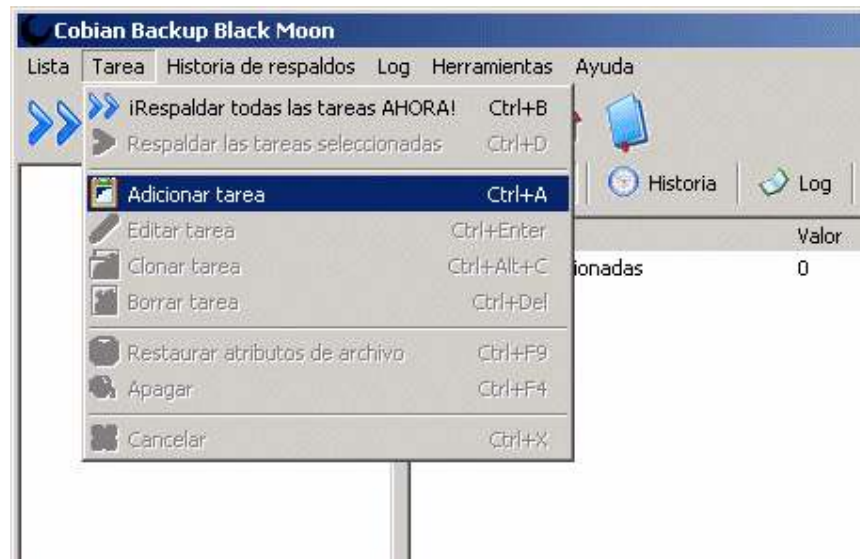 Cobian Backup Black Moon
Lista Tarea Historia de respaldos Log Herramientas Ayuda
¡Respaldar todas las tareas AHORA! Ctrl+B
Respaldar las tareas seleccionadas Ctrl+D
Historia Log
Adicionar tarea Ctrl+A
Editar tarea Ctrl+Enter
Valor
Clonar tarea Ctrl+Alt+C
ionadas 0
Borrar tarea Ctrl+Del
Restaurar atributos de archivo Ctrl+F9
Apagar Ctrl+F4
Cancelar Ctrl+X